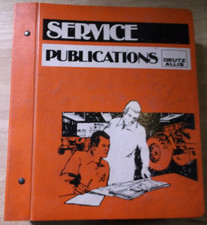 SERVICE
PUBLICATIONS
DEUTZ
ALLIS